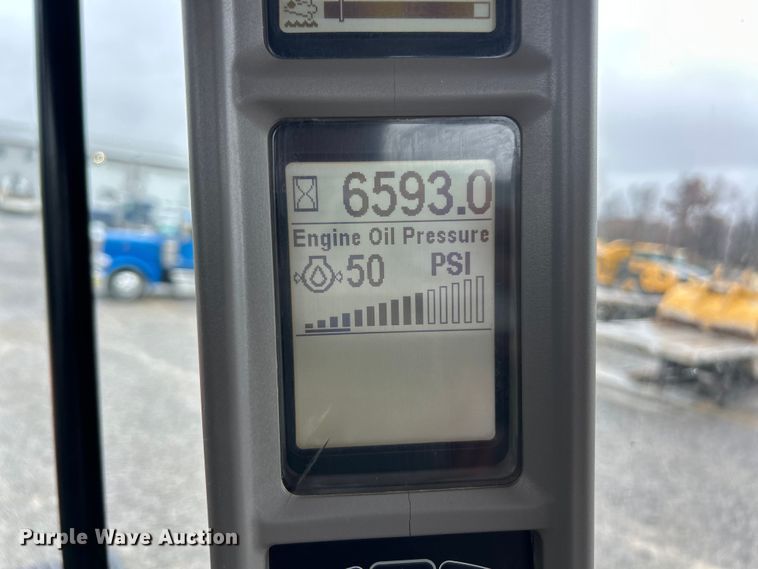 6593.0
Engine Oil Pressure
50 PSI
Purple Wave Auction